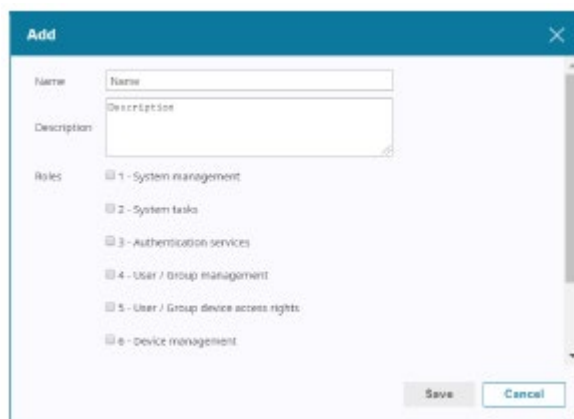 Add
Name Name
Description Description
Roles 1 - System management
2 - System tasks
3 - Authentication services
4 - User / Group management
5 - User / Group device access rights
6 - Device management
Save Cancel